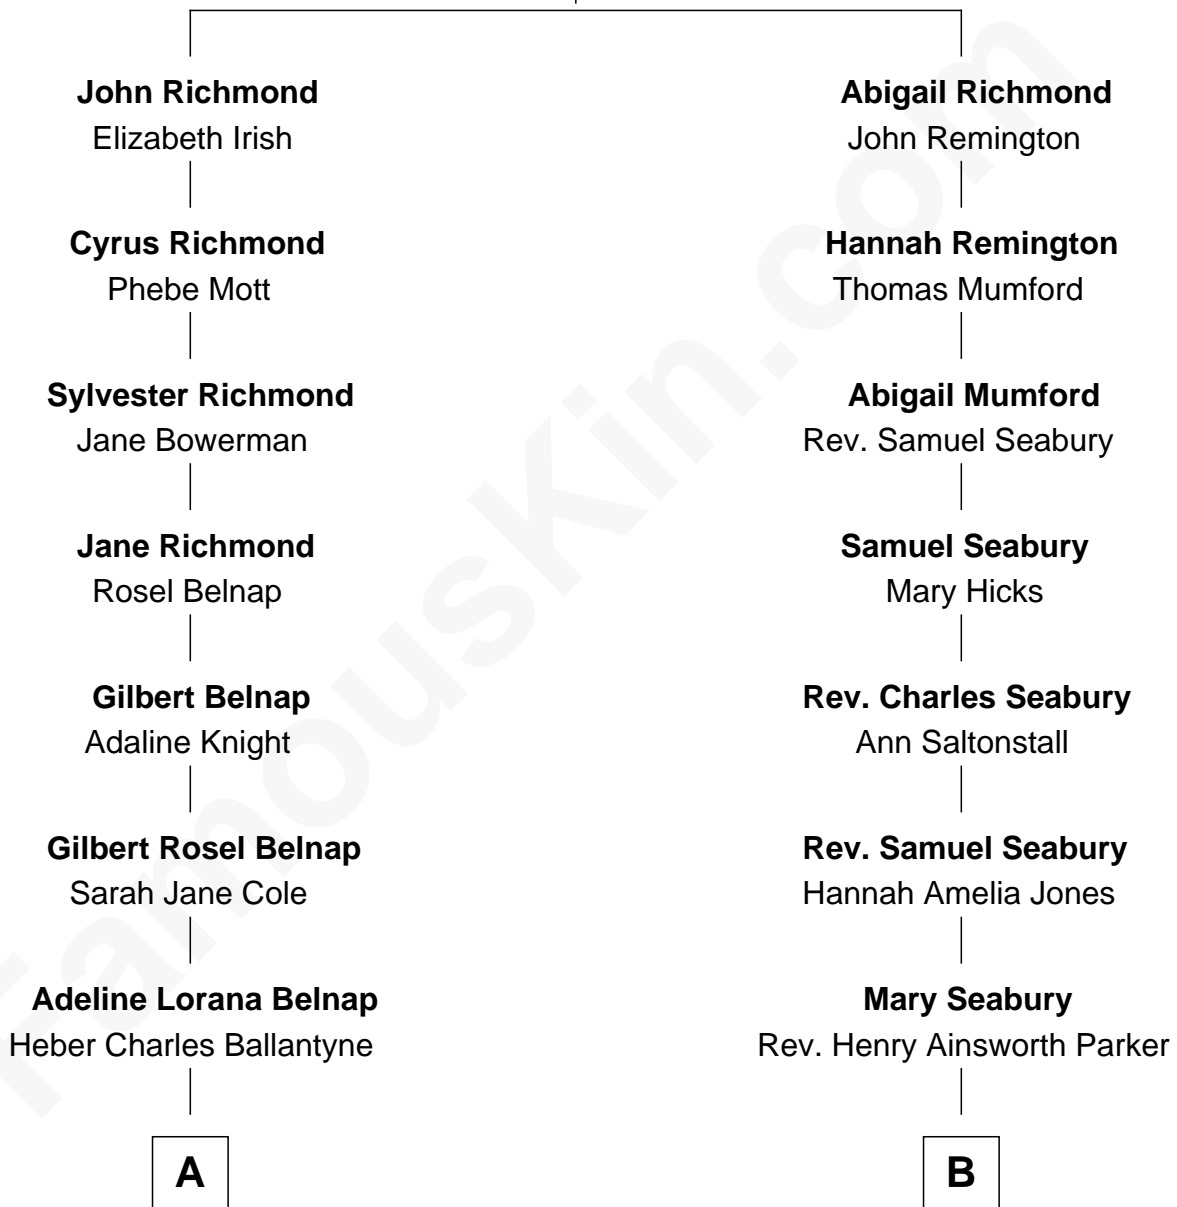 John Richmond
Elizabeth Irish
Cyrus Richmond
Phebe Mott
Sylvester Richmond
Jane Bowerman
Jane Richmond
Rosel Belnap
Gilbert Belnap
Adaline Knight
Gilbert Rosel Belnap
Sarah Jane Cole
Adeline Lorana Belnap
Heber Charles Ballantyne
A
Abigail Richmond
John Remington
Hannah Remington
Thomas Mumford
Abigail Mumford
Rev. Samuel Seabury
Samuel Seabury
Mary Hicks
Rev. Charles Seabury
Ann Saltonstall
Rev. Samuel Seabury
Hannah Amelia Jones
Mary Seabury
Rev. Henry Ainsworth Parker
B
FamousKin.com